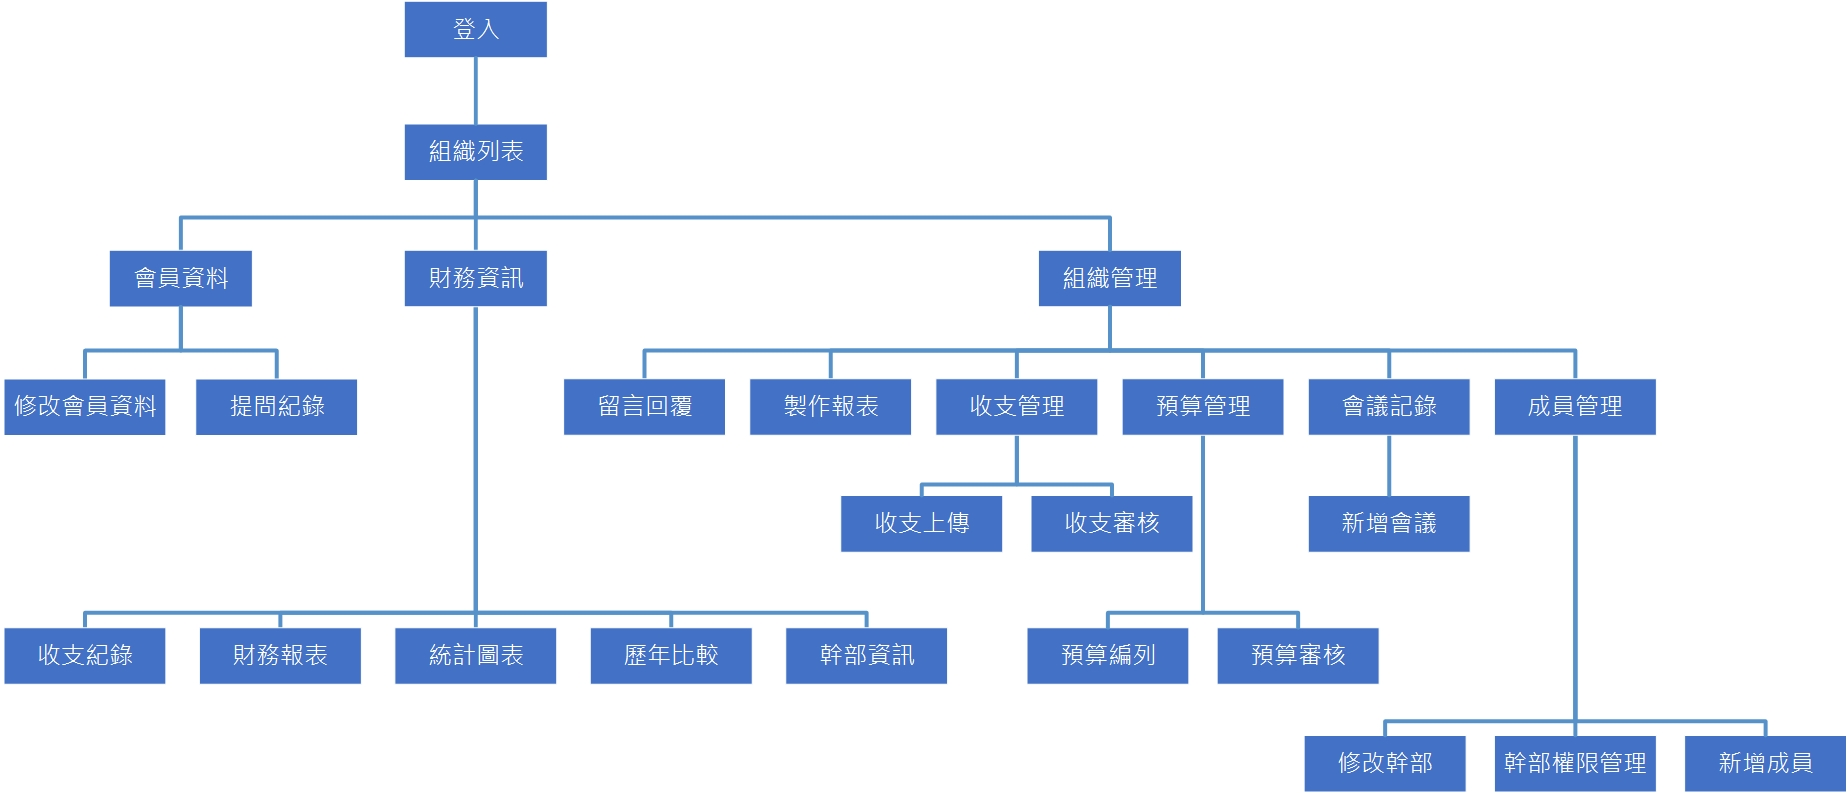 登入
組織列表
會員資料
財務資訊
組織管理
修改會員資料
提問紀錄
留言回覆
製作報表
收支管理
預算管理
會議記錄
成員管理
收支上傳
收支審核
新增會議
收支紀錄
財務報表
統計圖表
歷年比較
幹部資訊
預算編列
預算審核
修改幹部
幹部權限管理
新增成員